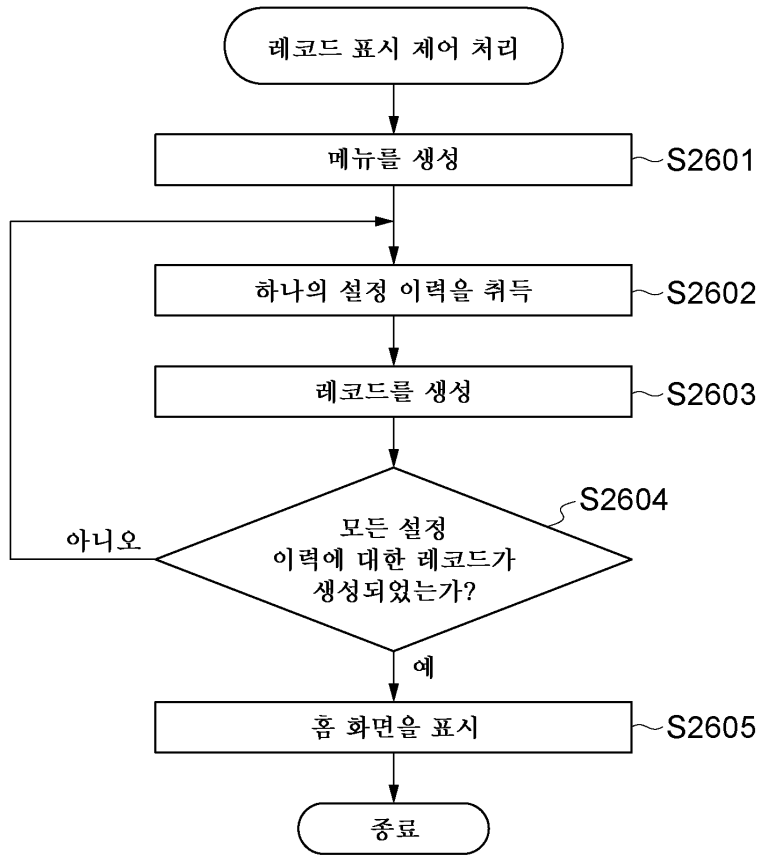 레코드 표시 제어 처리
메뉴를 생성
S2601
하나의 설정 이력을 취득
S2602
레코드를 생성
S2603
S2604
모든 설정
이력에 대한 레코드가
생성되었는가?
아니오
예
홈 화면을 표시
S2605
종료